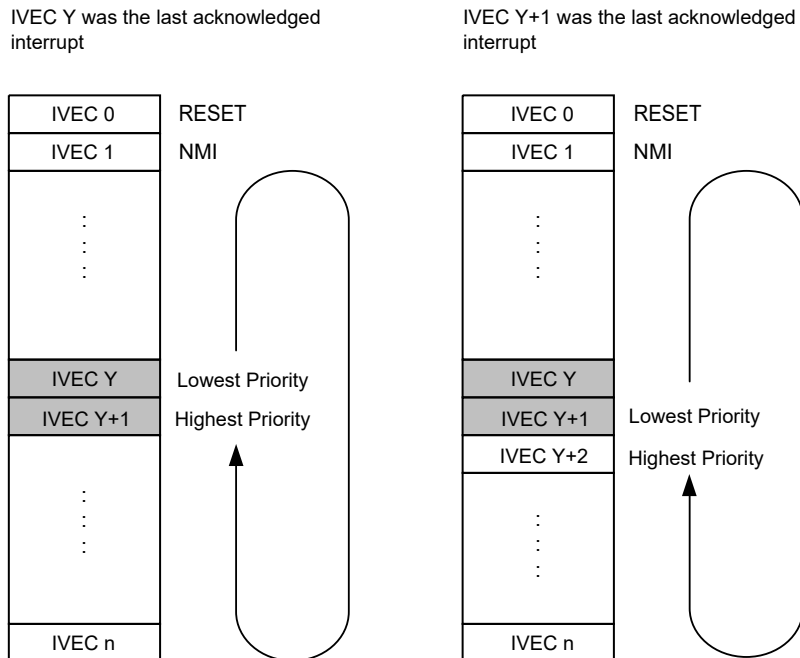 IVEC Y was the last acknowledged
interrupt
IVEC 0 RESET
IVEC 1 NMI
IVEC Y Lowest Priority
IVEC Y+1 Highest Priority
IVEC n
IVEC Y+1 was the last acknowledged
interrupt
IVEC 0 RESET
IVEC 1 NMI
IVEC Y
IVEC Y+1 Lowest Priority
IVEC Y+2 Highest Priority
IVEC n